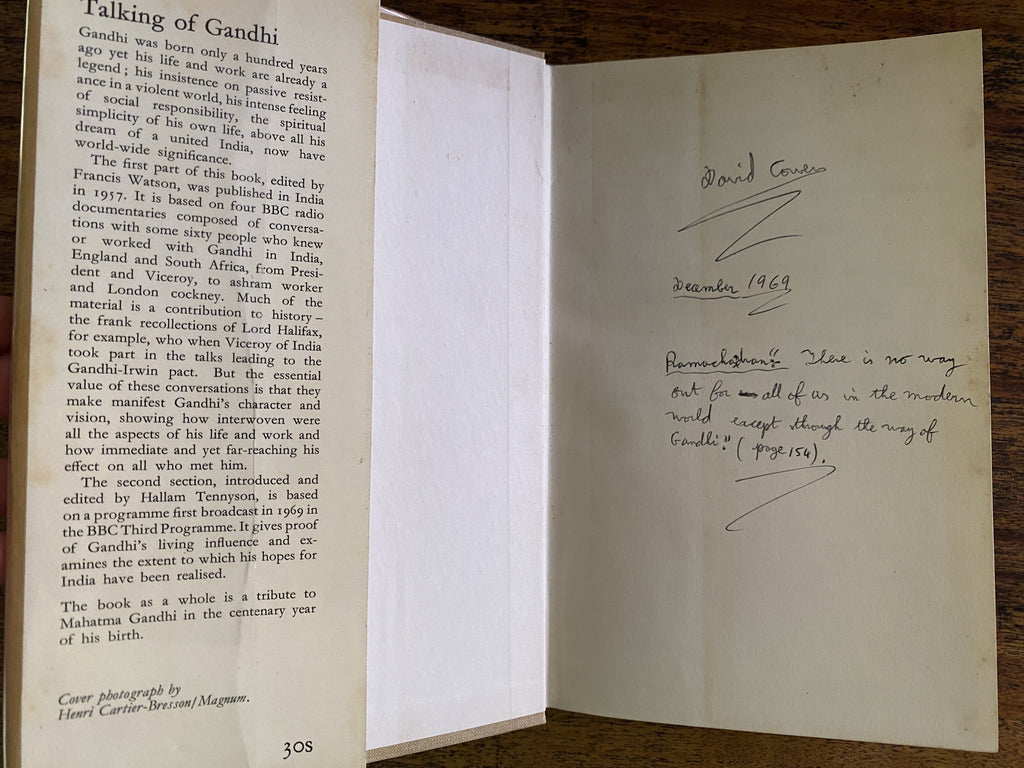 Talking of Gandhi
Gandhi was born only a hundred years
ago yet his life and work are already a
legend; his insistence on passive resist-
ance in a violent world, his intense feeling
of social responsibility, the spiritual
simplicity of his own life, above all his
dream of a united India, now have
world-wide significance.
The first part of this book, edited by
Francis Watson, was published in India
in 1957. It is based on four BBC radio
documentaries composed of conversa-
tions with some sixty people who knew
or worked with Gandhi in India,
England and South Africa, from Presi-
dent and Viceroy, to ashram worker
and London cockney. Much of the
material is a contribution to history –
the frank recollections of Lord Halifax,
for example, who when Viceroy of India
took part in the talks leading to the
Gandhi-Irwin pact. But the essential
value of these conversations is that they
make manifest Gandhi's character and
vision, showing how interwoven were
all the aspects of his life and work and
how immediate and yet far-reaching his
effect on all who met him.
The second section, introduced and
edited by Hallam Tennyson, is based
on a programme first broadcast in 1969 in
the BBC Third Programme. It gives proof
of Gandhi's living influence and ex-
amines the extent to which his hopes for
India have been realised.
The book as a whole is a tribute to
Mahatma Gandhi in the centenary year
of his birth.
Cover photograph by
Henri Cartier-Bresson/Magnum.
30s
David Cowen
December 1969
"There is no way
out for all of us in the modern
world except through the way of
Gandhi." (page 154).